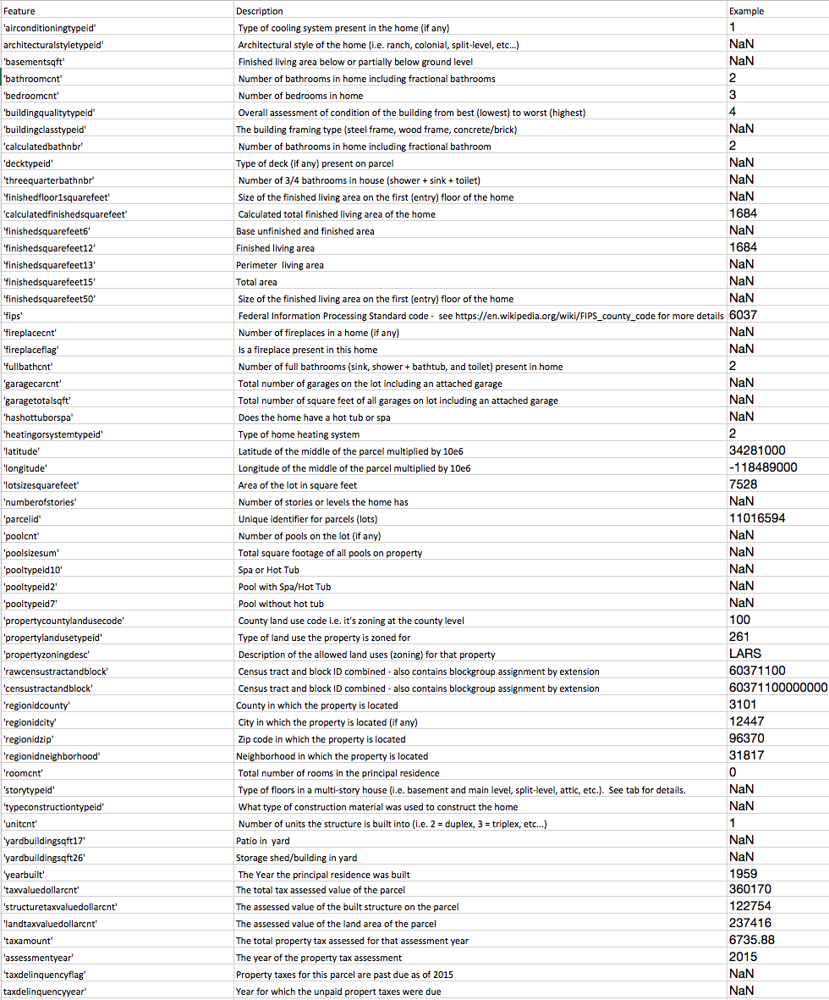 Feature Description Example
'airconditioningtypeid' Type of cooling system present in the home (if any) 1
architecturalstyletypeid' Architectural style of the home (i.e. ranch, colonial, split-level, etc...) NaN
'basementsqft' Finished living area below or partially below ground level NaN
'bathroomcnt' Number of bathrooms in home including fractional bathrooms 2
'bedroomcnt' Number of bedrooms in home 3
'buildingqualitytypeid' Overall assessment of condition of the building from best (lowest) to worst (highest) 4
'buildingclasstypeid' The building framing type (steel frame, wood frame, concrete/brick) NaN
'calculatedbathnbr' Number of bathrooms in home including fractional bathroom 2
'decktypeid' Type of deck (if any) present on parcel NaN
'threequarterbathnbr' Number of 3/4 bathrooms in house (shower + sink + toilet) NaN
'finishedfloor1squarefeet' Size of the finished living area on the first (entry) floor of the home NaN
'calculatedfinishedsquarefeet' Calculated total finished living area of the home 1684
'finishedsquarefeet6' Base unfinished and finished area NaN
'finishedsquarefeet12' Finished living area 1684
'finishedsquarefeet13' Perimeter living area NaN
'finishedsquarefeet15' Total area NaN
'finishedsquarefeet50' Size of the finished living area on the first (entry) floor of the home NaN
'fips' Federal Information Processing Standard code - see https://en.wikipedia.org/wiki/FIPS_county_code for more details 6037
'fireplacecnt' Number of fireplaces in a home (if any) NaN
'fireplaceflag' Is a fireplace present in this home NaN
'fullbathcnt' Number of full bathrooms (sink, shower + bathtub, and toilet) present in home 2
'garagecarcnt' Total number of garages on the lot including an attached garage NaN
'garagetotalsqft' Total number of square feet of all garages on lot including an attached garage NaN
'hashottuborspa' Does the home have a hot tub or spa NaN
'heatingorsystemtypeid' Type of home heating system 2
'latitude' Latitude of the middle of the parcel multiplied by 10e6 34281000
'longitude' Longitude of the middle of the parcel multiplied by 10e6 -118489000
'lotsizesquarefeet' Area of the lot in square feet 7528
'numberofstories' Number of stories or levels the home has NaN
'parcelid' Unique identifier for parcels (lots) 11016594
'poolcnt' Number of pools on the lot (if any) NaN
'poolsizesum' Total square footage of all pools on property NaN
'pooltypeid10' Spa or Hot Tub NaN
'pooltypeid2' Pool with Spa/Hot Tub NaN
'pooltypeid7' Pool without hot tub NaN
'propertycountylandusecode' County land use code i.e. it's zoning at the county level 100
'propertylandusetypeid' Type of land use the property is zoned for 261
'propertyzoningdesc' Description of the allowed land uses (zoning) for that property LARS
'rawcensustractandblock' Census tract and block ID combined - also contains blockgroup assignment by extension 60371100
'censustractandblock' Census tract and block ID combined - also contains blockgroup assignment by extension 60371100000000
'regionidcounty' County in which the property is located 3101
'regionidcity' City in which the property is located (if any) 12447
'regionidzip' Zip code in which the property is located 96370
'regionidneighborhood' Neighborhood in which the property is located 31817
'roomcnt' Total number of rooms in the principal residence 0
'storytypeid' Type of floors in a multi-story house (i.e. basement and main level, split-level, attic, etc.). See tab for details. NaN
'typeconstructiontypeid' What type of construction material was used to construct the home NaN
'unitcnt' Number of units the structure is built into (i.e. 2 = duplex, 3 = triplex, etc...) 1
'yardbuildingsqft17' Patio in yard NaN
'yardbuildingsqft26' Storage shed/building in yard NaN
'yearbuilt' The Year the principal residence was built 1959
'taxvaluedollarcnt' The total tax assessed value of the parcel 360170
'structuretaxvaluedollarcnt' The assessed value of the built structure on the parcel 122754
'landtaxvaluedollarcnt' The assessed value of the land area of the parcel 237416
'taxamount' The total property tax assessed for that assessment year 6735.88
'assessmentyear' The year of the property tax assessment 2015
'taxdelinquencyflag' Property taxes for this parcel are past due as of 2015 NaN
taxdelinquencyyear' Year for which the unpaid propert taxes were due NaN